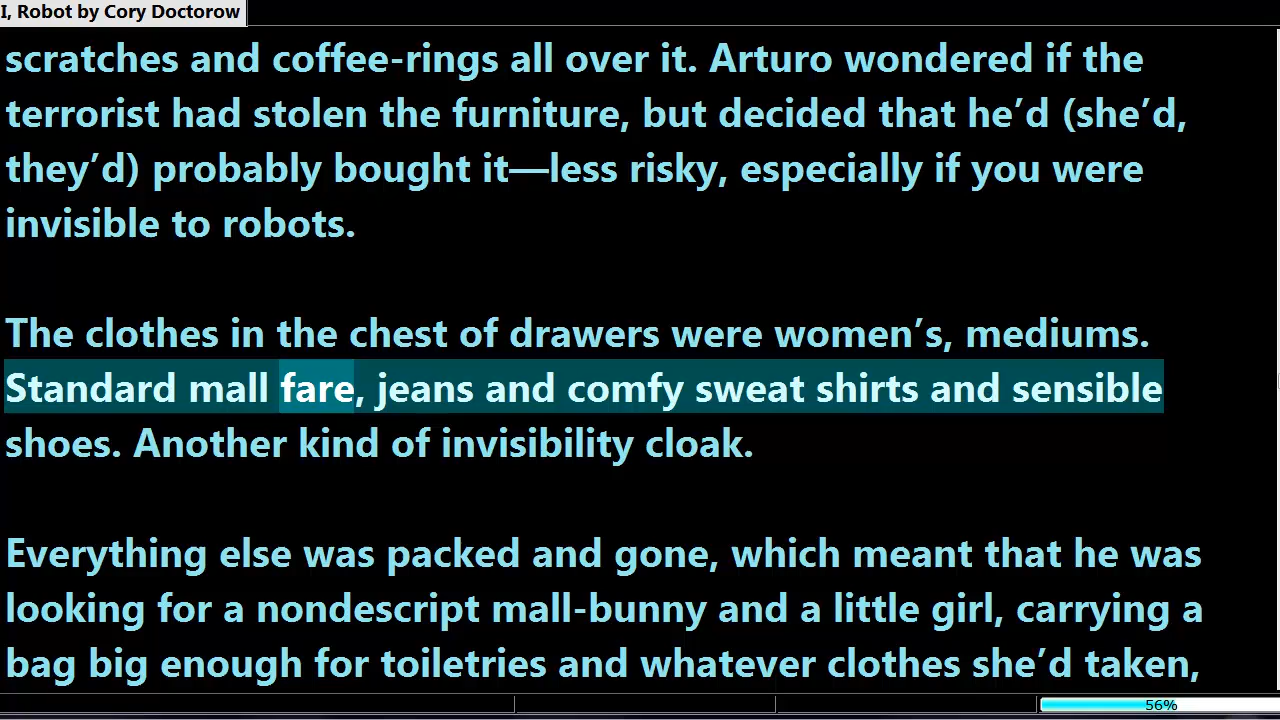 I, Robot by Cory Doctorow
scratches and coffee-rings all over it. Arturo wondered if the
terrorist had stolen the furniture, but decided that he’d (she’d,
they’d) probably bought it—less risky, especially if you were
invisible to robots.
The clothes in the chest of drawers were women’s, mediums.
Standard mall fare, jeans and comfy sweat shirts and sensible
shoes. Another kind of invisibility cloak.
Everything else was packed and gone, which meant that he was
looking for a nondescript mall-bunny and a little girl, carrying a
bag big enough for toiletries and whatever clothes she’d taken,
56%